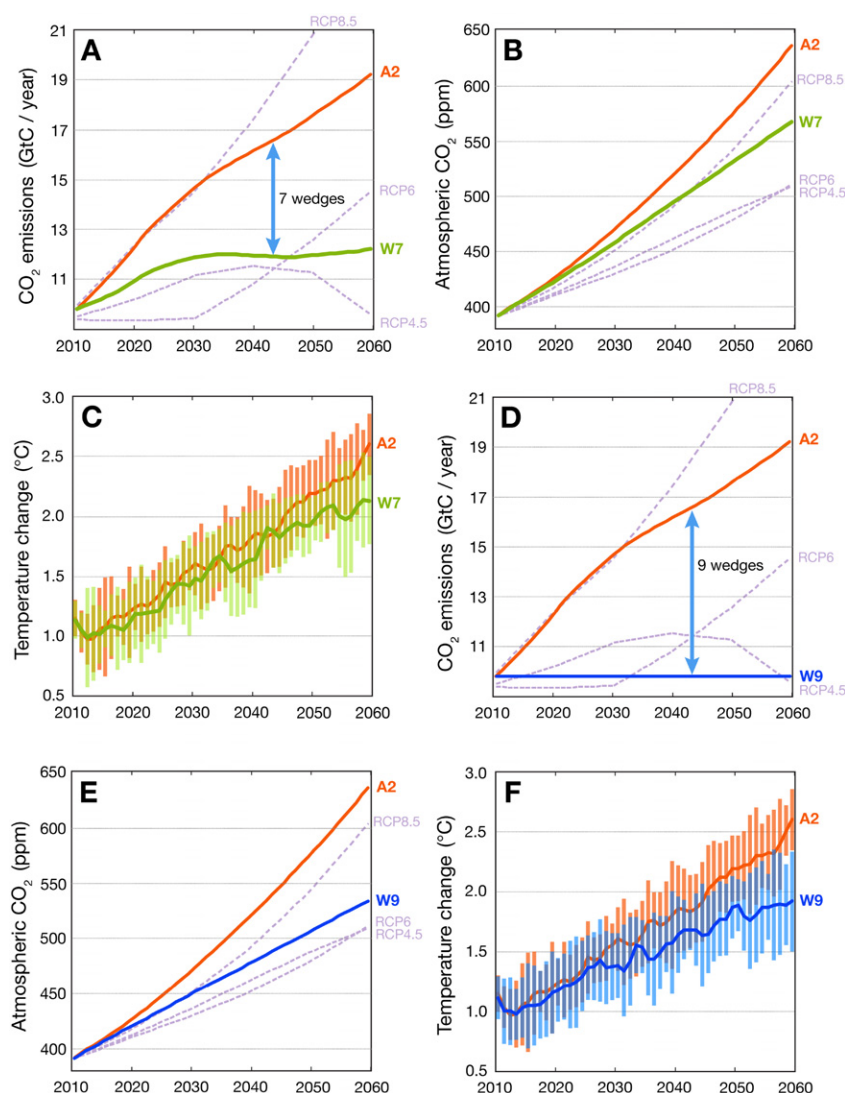 A
CO₂ emissions (GtC / year)
21
19
17
16
15
13
11
2010 2020 2030 2040 2050 2060
RCP8.5
A2
7 wedges
RCP6
W7
RCP4.5
B
Atmospheric CO₂ (ppm)
650
600
550
500
450
400
2010 2020 2030 2040 2050 2060
A2
RCP8.5
W7
RCP6
RCP4.5
C
Temperature change (°C)
3.0
2.5
2.0
1.5
1.0
0.5
2010 2020 2030 2040 2050 2060
A2
W7
D
CO₂ emissions (GtC / year)
21
19
17
16
15
13
11
2010 2020 2030 2040 2050 2060
RCP8.5
A2
9 wedges
RCP6
W9
RCP4.5
E
Atmospheric CO₂ (ppm)
650
600
550
500
450
400
2010 2020 2030 2040 2050 2060
A2
RCP8.5
W9
RCP6
RCP4.5
F
Temperature change (°C)
3.0
2.5
2.0
1.5
1.0
0.5
2010 2020 2030 2040 2050 2060
A2
W9